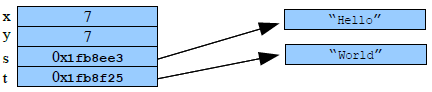 x 7 "Hello"
y 7
s 0x1fb8ee3 "World"
t 0x1fb8f25